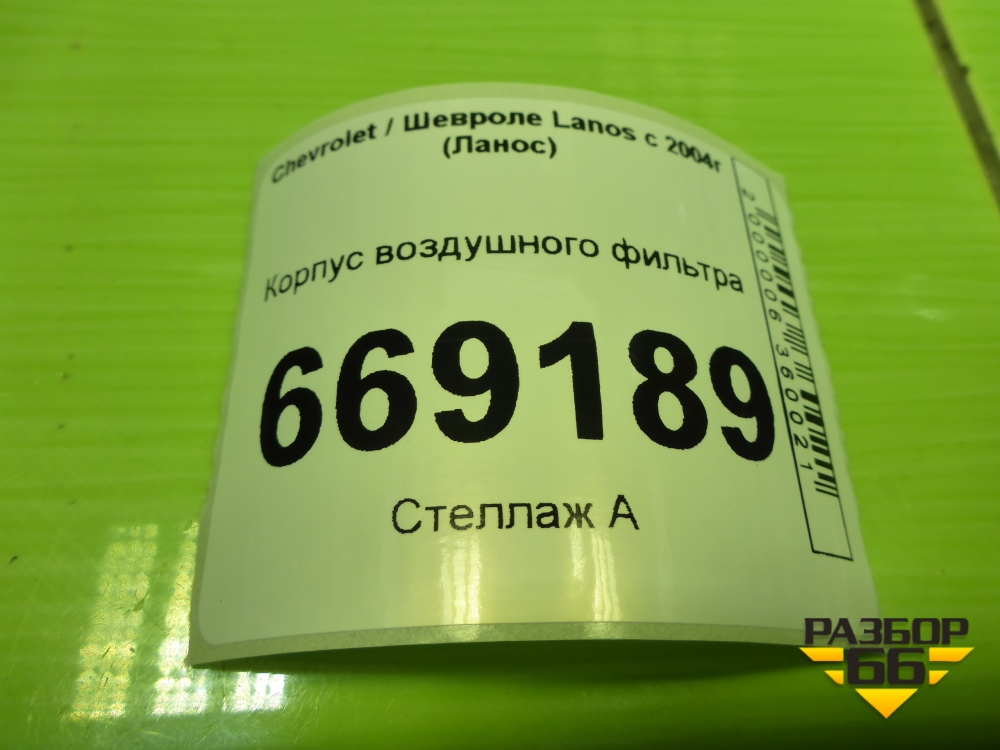 Chevrolet / Шевроле Lanos с 2004г
(Ланос)
Корпус воздушного фильтра
669189
Стеллаж А
2000006360021
РАЗБОР
66